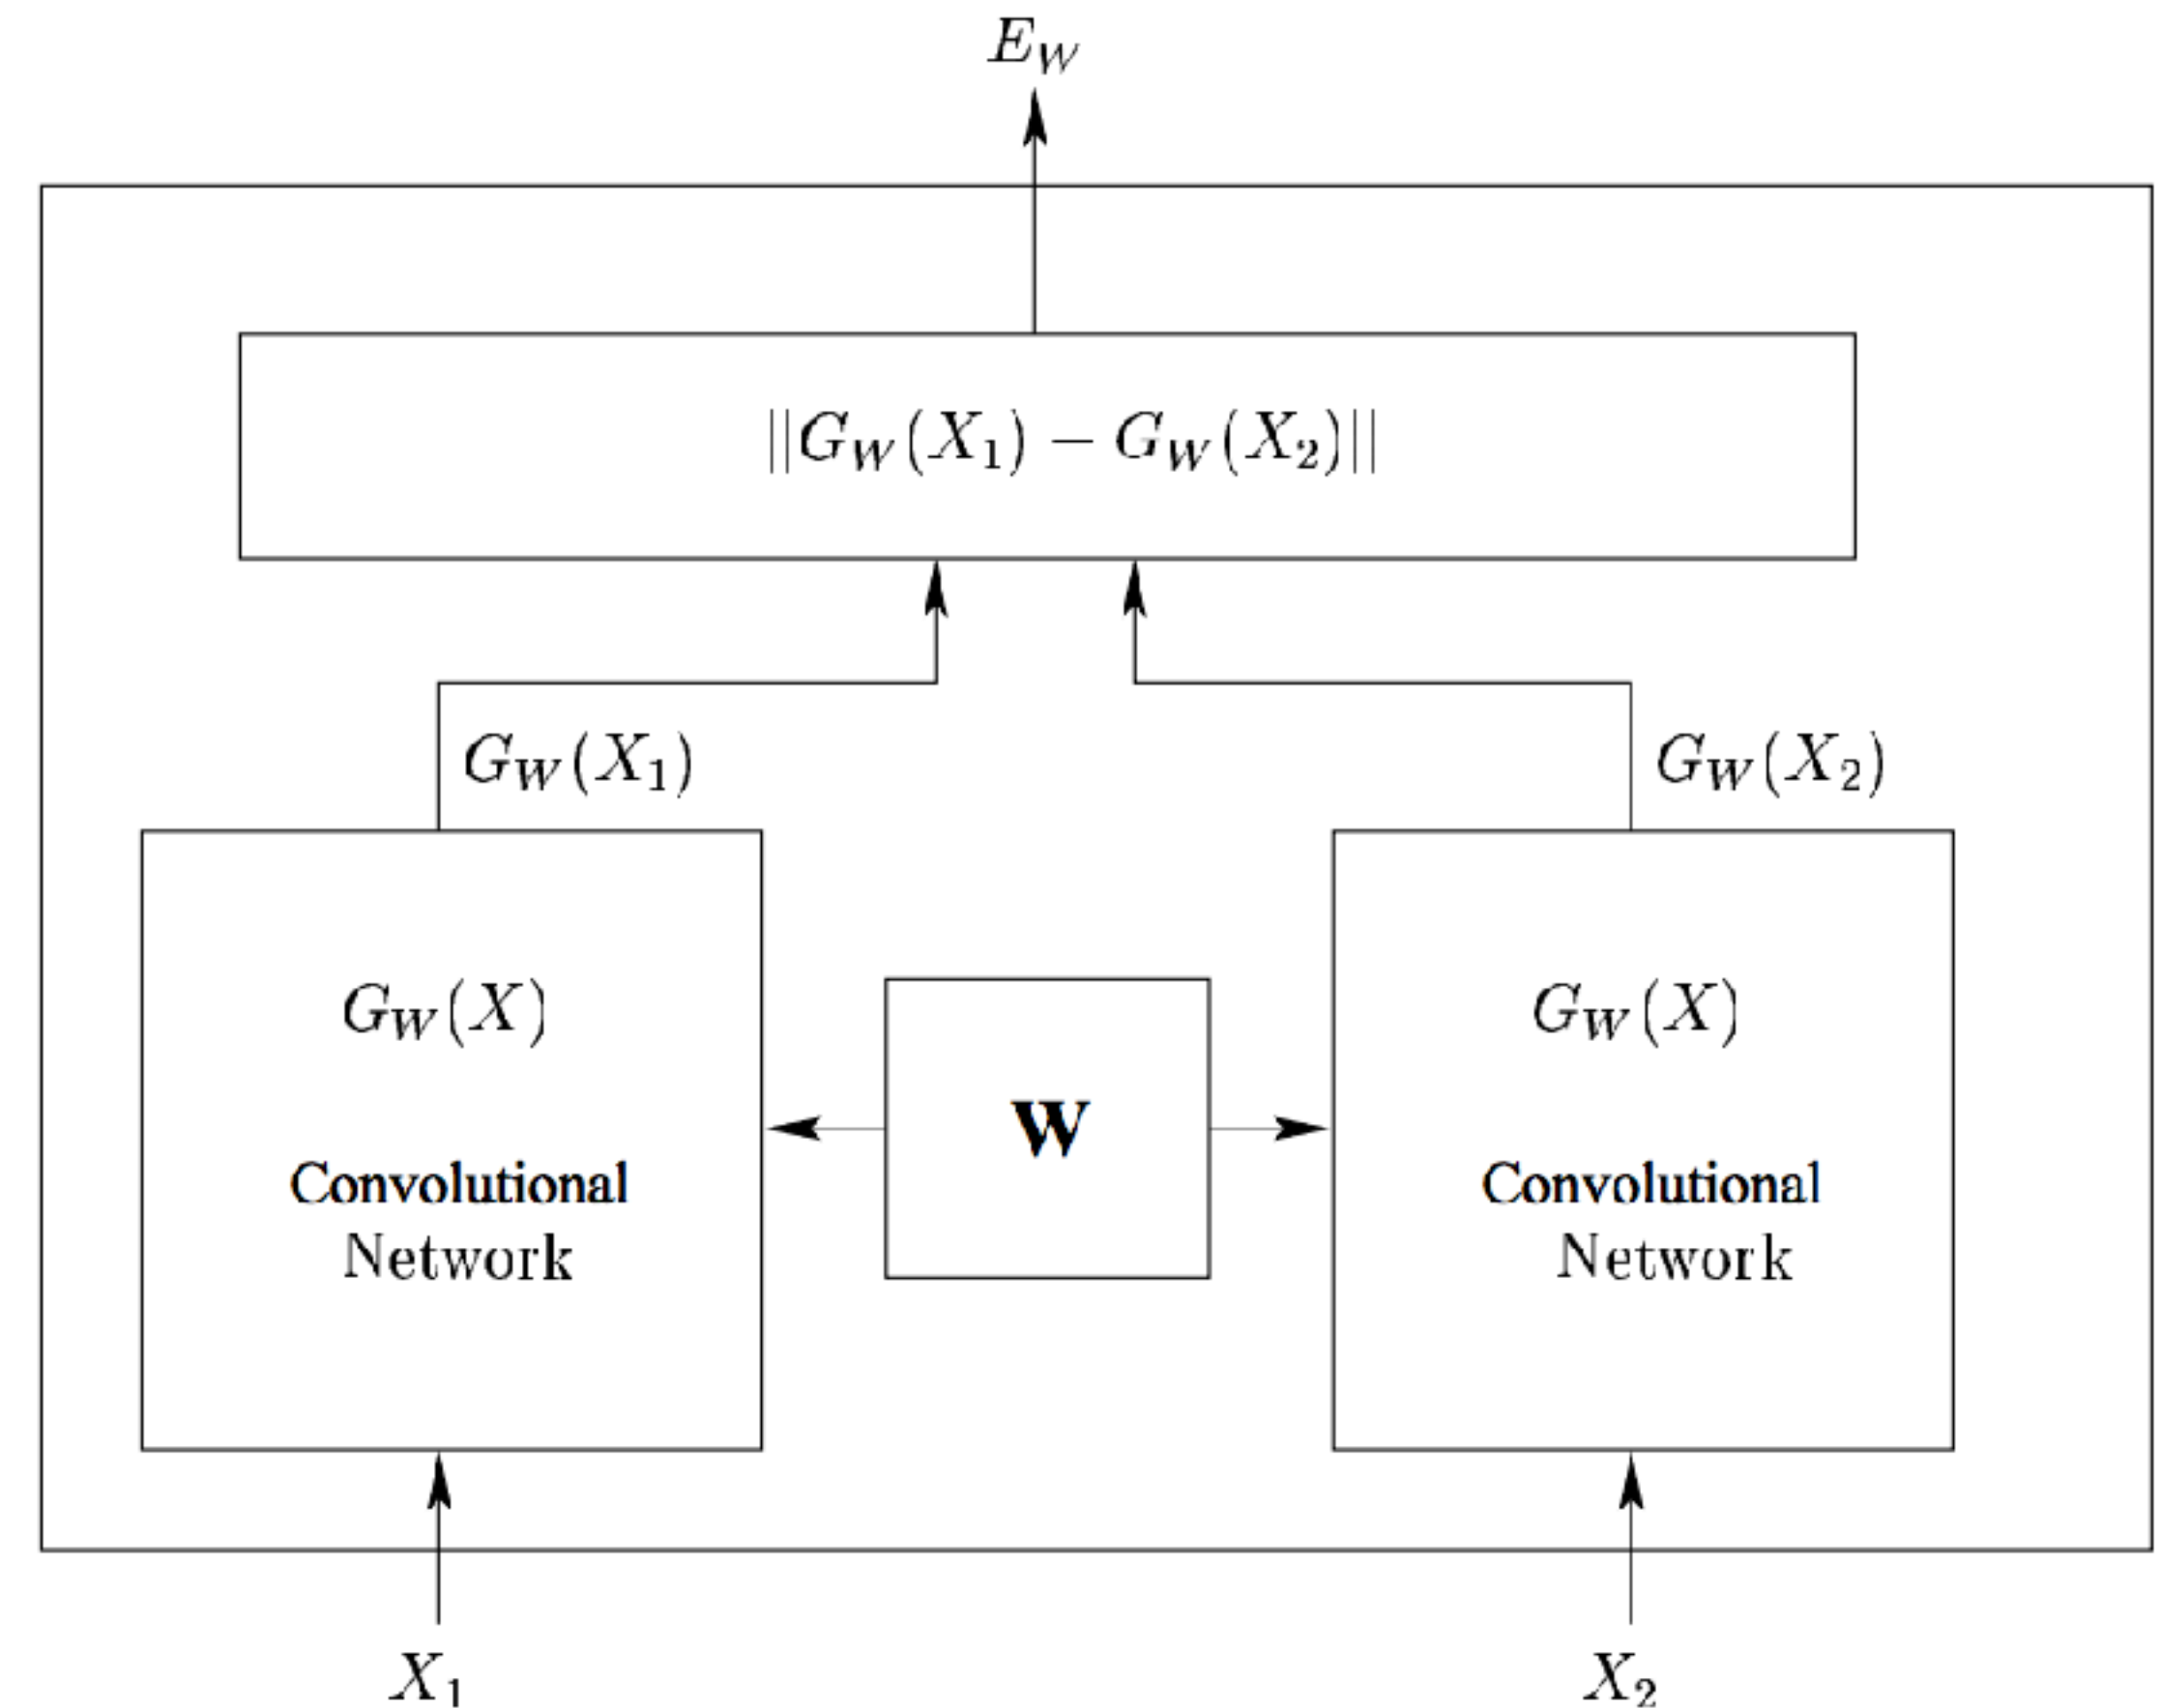 E_W
||G_W(X_1) − G_W(X_2)||
G_W(X_1)
G_W(X_2)
G_W(X)
Convolutional
Network
W
G_W(X)
Convolutional
Network
X_1
X_2